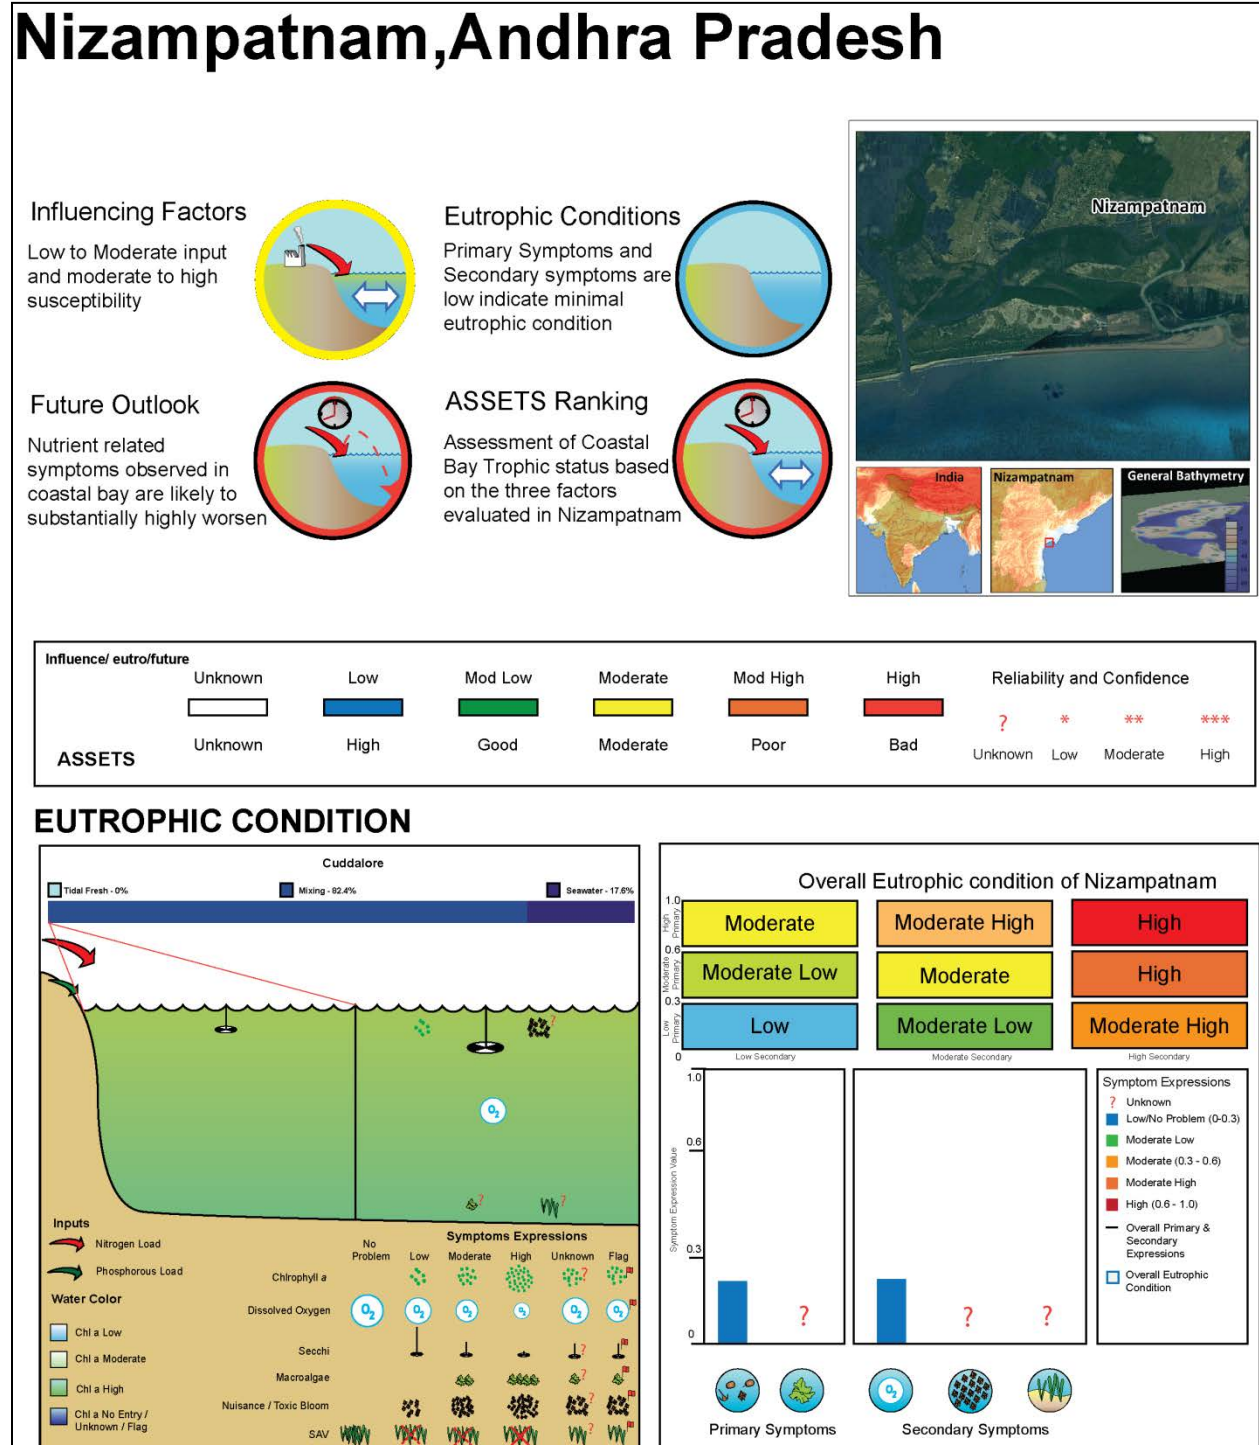 Nizampatnam,Andhra Pradesh
Influencing Factors
Low to Moderate input
and moderate to high
susceptibility
Eutrophic Conditions
Primary Symptoms and
Secondary symptoms are
low indicate minimal
eutrophic condition
Future Outlook
Nutrient related
symptoms observed in
coastal bay are likely to
substantially highly worsen
ASSETS Ranking
Assessment of Coastal
Bay Trophic status based
on the three factors
evaluated in Nizampatnam
Nizampatnam
India
Nizampatnam
General Bathymetry
Influence/ eutro/future
Unknown Low Mod Low Moderate Mod High High
Reliability and Confidence
? * ** ***
Unknown Low Moderate High
ASSETS
Unknown High Good Moderate Poor Bad
EUTROPHIC CONDITION
Cuddalore
Tidal Fresh - 0% Mixing - 82.4% Seawater - 17.6%
?
O2
? ?
Inputs
Nitrogen Load
Phosphorous Load
Water Color
Chl a Low
Chl a Moderate
Chl a High
Chl a No Entry /
Unknown / Flag
Symptoms Expressions
No
Problem Low Moderate High Unknown Flag
Chlrophyll a ?
Dissolved Oxygen O2 O2 O2 O2 O2 O2
Secchi ?
Macroalgae ?
Nuisance / Toxic Bloom ?
SAV ?
Overall Eutrophic condition of Nizampatnam
1.0
High
Primary
Moderate Moderate High High
0.6
Moderate
Primary
Moderate Low Moderate High
0.3
Low
Primary
Low Moderate Low Moderate High
0
Low Secondary Moderate Secondary High Secondary
1.0
0.6
0.3
0
Symptom Expression Value
? ? ?
Symptom Expressions
? Unknown
Low/No Problem (0-0.3)
Moderate Low
Moderate (0.3 - 0.6)
Moderate High
High (0.6 - 1.0)
Overall Primary &
Secondary
Expressions
Overall Eutrophic
Condition
O2
Primary Symptoms Secondary Symptoms